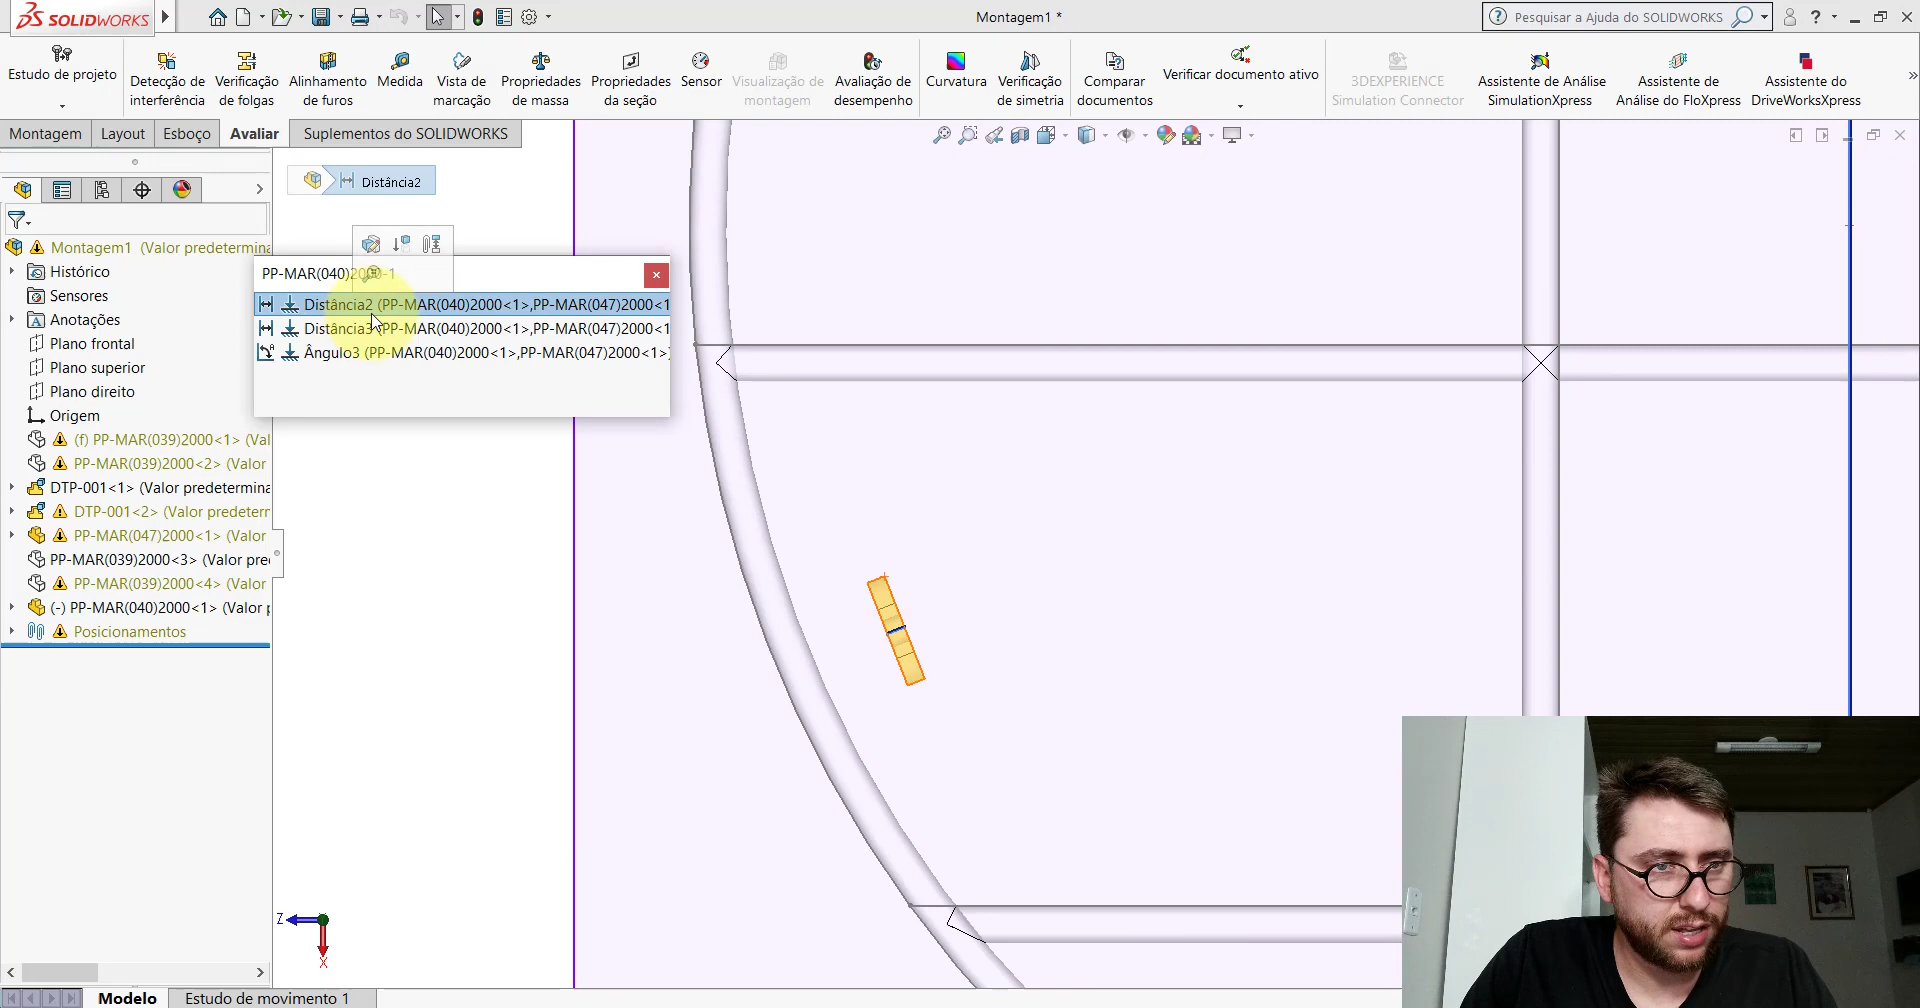 SOLIDWORKS
Montagem1 *
Pesquisar a Ajuda do SOLIDWORKS
Estudo de projeto
Detecção de interferência
Verificação de folgas
Alinhamento de furos
Medida
Vista de marcação
Propriedades de massa
Propriedades da seção
Sensor
Visualização de montagem
Avaliação de desempenho
Curvatura
Verificação de simetria
Comparar documentos
Verificar documento ativo
3DEXPERIENCE Simulation Connector
Assistente de Análise SimulationXpress
Assistente de Análise do FloXpress
Assistente do DriveWorksXpress
Montagem
Layout
Esboço
Avaliar
Suplementos do SOLIDWORKS
Distância2
Montagem1 (Valor predetermina
Histórico
Sensores
Anotações
Plano frontal
Plano superior
Plano direito
Origem
(f) PP-MAR(039)2000<1> (Val
PP-MAR(039)2000<2> (Valor
DTP-001<1> (Valor predetermina
DTP-001<2> (Valor predetern
PP-MAR(047)2000<1> (Valor
PP-MAR(039)2000<3> (Valor pre
PP-MAR(039)2000<4> (Valor
(-) PP-MAR(040)2000<1> (Valor p
Posicionamentos
PP-MAR(040)2000-1
Distância2 (PP-MAR(040)2000<1>,PP-MAR(047)2000<1
Distância3 (PP-MAR(040)2000<1>,PP-MAR(047)2000<1
Ângulo3 (PP-MAR(040)2000<1>,PP-MAR(047)2000<1>)
Z
X
Modelo
Estudo de movimento 1